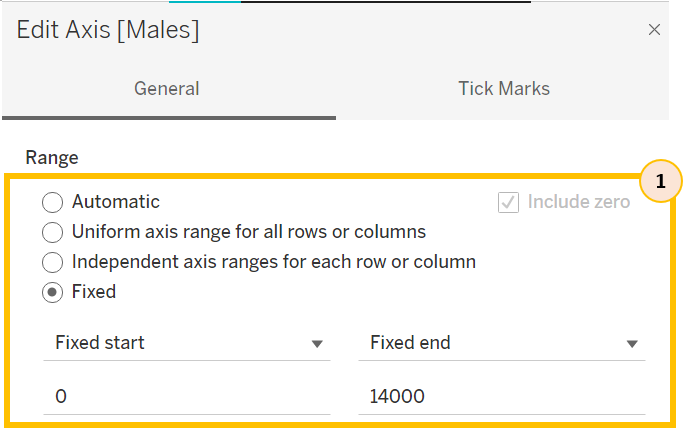 Edit Axis [Males]
General Tick Marks
Range
1
Automatic Include zero
Uniform axis range for all rows or columns
Independent axis ranges for each row or column
Fixed
Fixed start Fixed end
0 14000